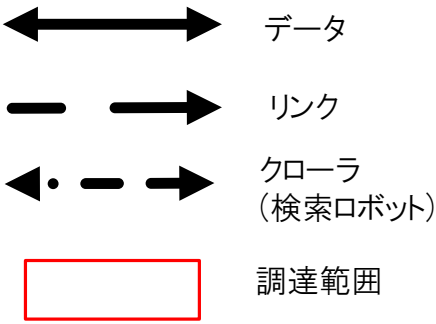 データ
リンク
クローラ
（検索ロボット）
調達範囲